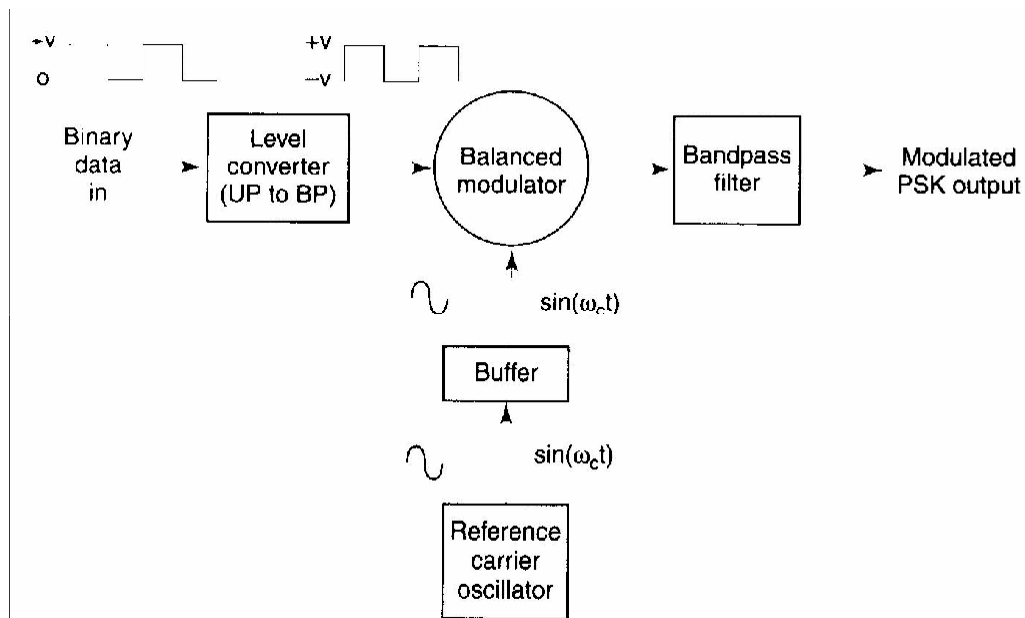 +V
0
+V
−V
Binary
data
in
Level
converter
(UP to BP)
Balanced
modulator
Bandpass
filter
Modulated
PSK output
sin(ωct)
Buffer
sin(ωct)
Reference
carrier
oscillator